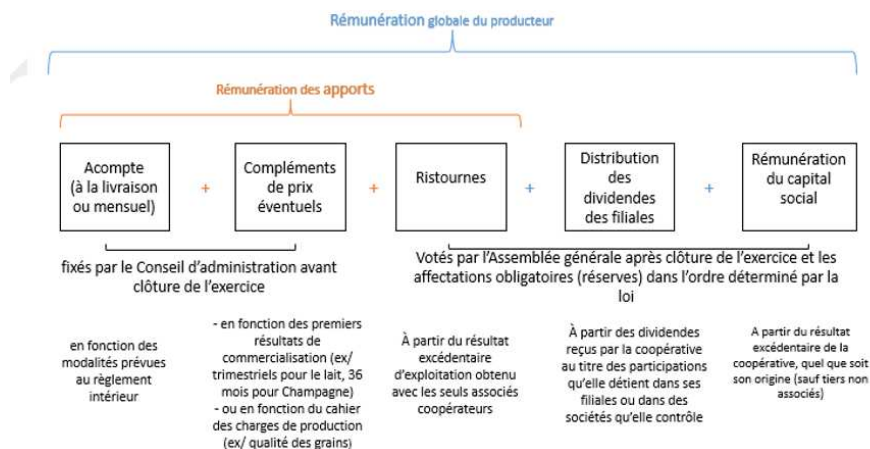 Rémunération globale du producteur
Rémunération des apports
Acompte
(à la livraison
ou mensuel)
+
Compléments
de prix
éventuels
+
Ristournes
+
Distribution
des
dividendes
des filiales
+
Rémunération
du capital
social
fixés par le Conseil d'administration avant
clôture de l'exercice
Votés par l'Assemblée générale après clôture de l'exercice et les
affectations obligatoires (réserves) dans l'ordre déterminé par la
loi
en fonction des
modalités prévues
au règlement
intérieur
- en fonction des premiers
résultats de
commercialisation (ex/
trimestriels pour le lait, 36
mois pour Champagne)
- ou en fonction du cahier
des charges de production
(ex/ qualité des grains)
À partir du résultat
excédentaire
d'exploitation obtenu
avec les seuls associés
coopérateurs
À partir des dividendes
reçus par la coopérative
au titre des participations
qu'elle détient dans ses
filiales ou dans des
sociétés qu'elle contrôle
A partir du résultat
excédentaire de la
coopérative, quel que soit
son origine (sauf tiers non
associés)